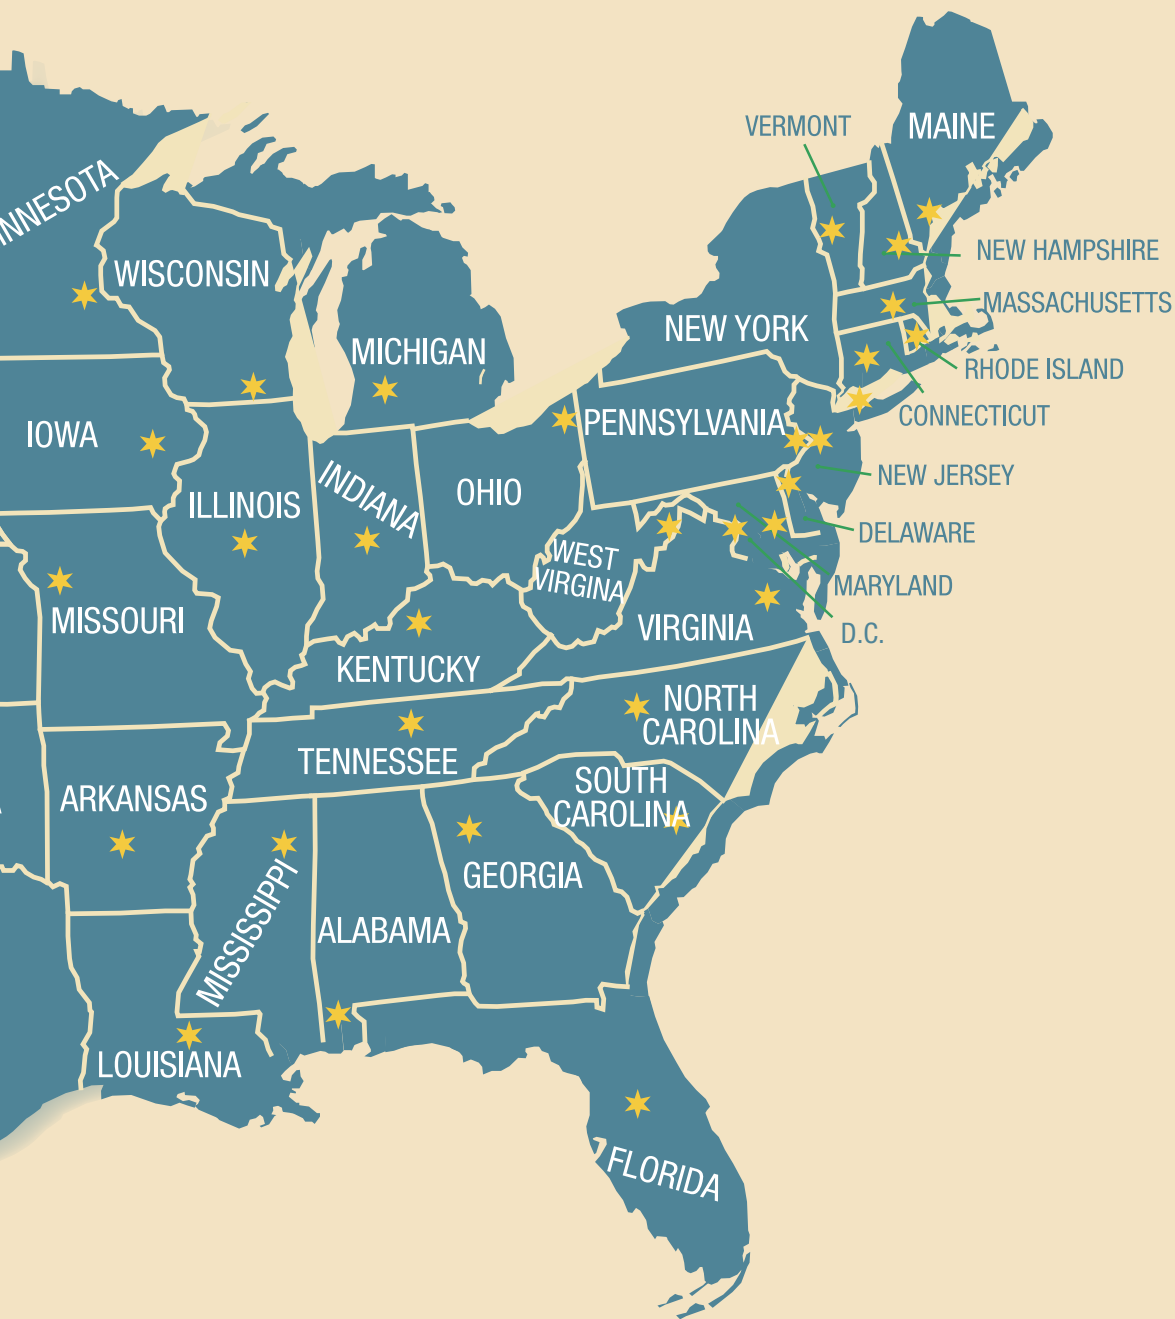 VERMONT
MAINE
INNESOTA
WISCONSIN
NEW HAMPSHIRE
MASSACHUSETTS
NEW YORK
MICHIGAN
RHODE ISLAND
CONNECTICUT
PENNSYLVANIA
IOWA
NEW JERSEY
OHIO
INDIANA
ILLINOIS
DELAWARE
WEST
VIRGINA
MARYLAND
MISSOURI
VIRGINIA
D.C.
KENTUCKY
NORTH
CAROLINA
TENNESSEE
SOUTH
CAROLINA
ARKANSAS
GEORGIA
MISSISSIPPI
ALABAMA
LOUISIANA
FLORIDA